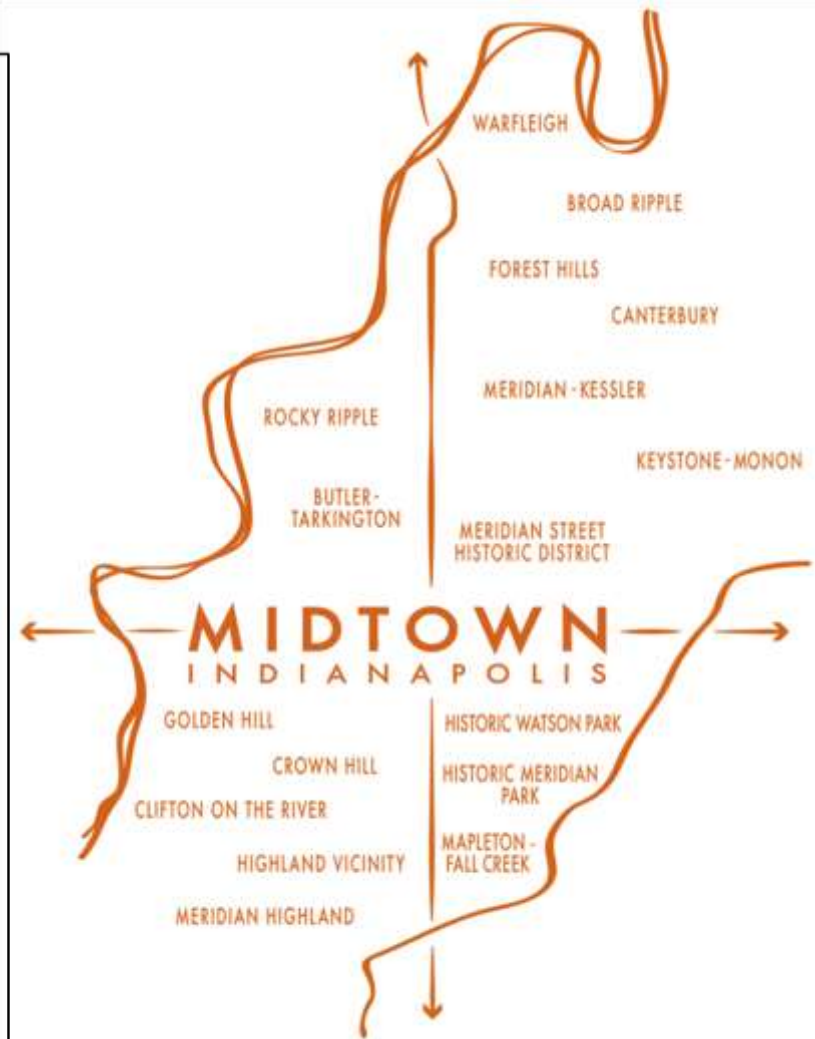 WARFLEIGH
BROAD RIPPLE
FOREST HILLS
CANTERBURY
MERIDIAN-KESSLER
ROCKY RIPPLE
KEYSTONE-MONON
BUTLER-
TARKINGTON
MERIDIAN STREET
HISTORIC DISTRICT
MIDTOWN
INDIANAPOLIS
GOLDEN HILL
HISTORIC WATSON PARK
CROWN HILL
HISTORIC MERIDIAN
PARK
CLIFTON ON THE RIVER
MAPLETON-
FALL CREEK
HIGHLAND VICINITY
MERIDIAN HIGHLAND